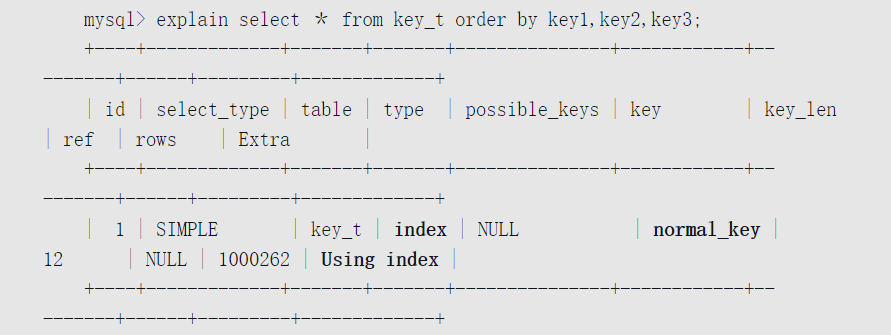 mysql> explain select * from key_t order by key1,key2,key3;
+----+-------------+-------+-------+---------------+------------+--
-------+------+---------+-------------+
| id | select_type | table | type  | possible_keys | key        | key_len
| ref  | rows    | Extra       |
+----+-------------+-------+-------+---------------+------------+--
-------+------+---------+-------------+
|  1 | SIMPLE      | key_t | index | NULL          | normal_key |
12      | NULL | 1000262 | Using index |
+----+-------------+-------+-------+---------------+------------+--
-------+------+---------+-------------+